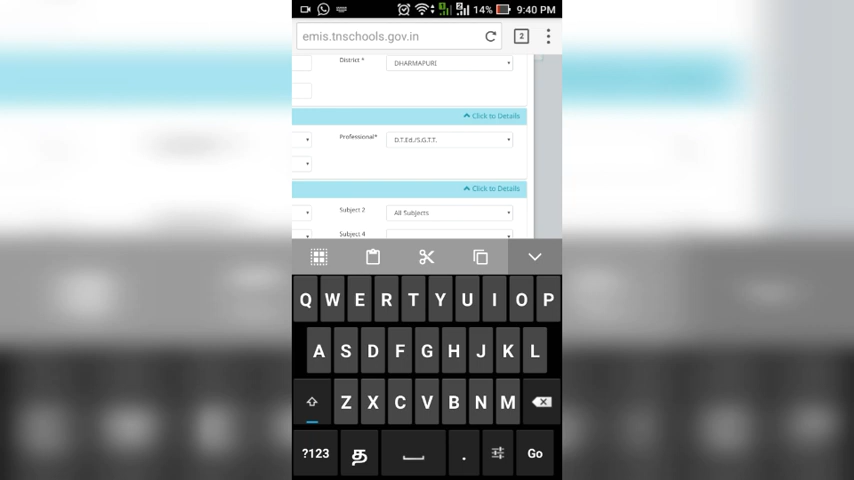 14% 9:40 PM
emis.tnschools.gov.in 2
District * DHARMAPURI
Click to Details
Professional* D.T.Ed./S.G.T.T.
Click to Details
Subject 2 All Subjects
Subject 4
Q W E R T Y U I O P
A S D F G H J K L
Z X C V B N M
?123 த . Go